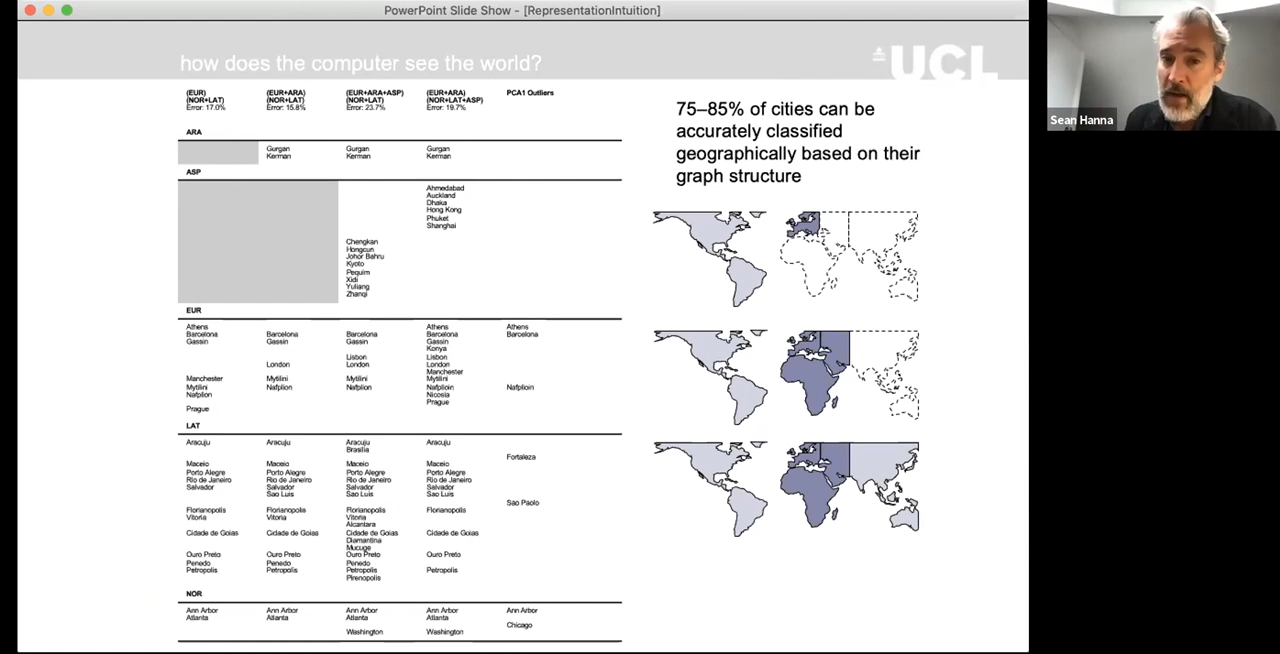 PowerPoint Slide Show - [RepresentationIntuition]
how does the computer see the world?
UCL
Sean Hanna
(EUR) (EUR+ARA) (EUR+ARA+ASP) (EUR+ARA) PCA1 Outliers
(NOR+LAT) (NOR+LAT) (NOR+LAT) (NOR+LAT+ASP)
Error: 17.0% Error: 15.8% Error: 23.7% Error: 19.7%
ARA
Gurgan Gurgan Gurgan
Kerman Kerman Kerman
ASP
Ahmedabad
Auckland
Dhaka
Hong Kong
Phuket
Shanghai
Chengkan
Hongcun
Johor Bahru
Kyoto
Pequim
Xidi
Yuliang
Zhanqi
EUR
Athens Athens Athens
Barcelona Barcelona Barcelona Barcelona Barcelona
Gassin Gassin Gassin Gassin
Konya
Lisbon Lisbon
London London London
Manchester
Manchester Mytilini Mytilini Mytilini
Mytilini Nafplion Nafplion Nafplioin Nafplioin
Nafplion Nicosia
Prague
Prague
LAT
Aracuju Aracuju Aracuju Aracuju
Brasilia
Fortaleza
Maceio Maceio Maceio Maceio
Porto Alegre Porto Alegre Porto Alegre Porto Alegre
Rio de Janeiro Rio de Janeiro Rio de Janeiro Rio de Janeiro
Salvador Salvador Salvador Salvador
Sao Luis Sao Luis Sao Luis
Sao Paolo
Florianopolis Florianopolis Florianopolis Florianopolis
Vitoria Vitoria Vitoria
Alcantara
Cidade de Goias Cidade de Goias Cidade de Goias Cidade de Goias
Diamantina
Mucuge
Ouro Preto Ouro Preto Ouro Preto Ouro Preto
Penedo Penedo Penedo
Petropolis Petropolis Petropolis Petropolis
Pirenopolis
NOR
Ann Arbor Ann Arbor Ann Arbor Ann Arbor Ann Arbor
Atlanta Atlanta Atlanta Atlanta
Chicago
Washington Washington
75–85% of cities can be
accurately classified
geographically based on their
graph structure